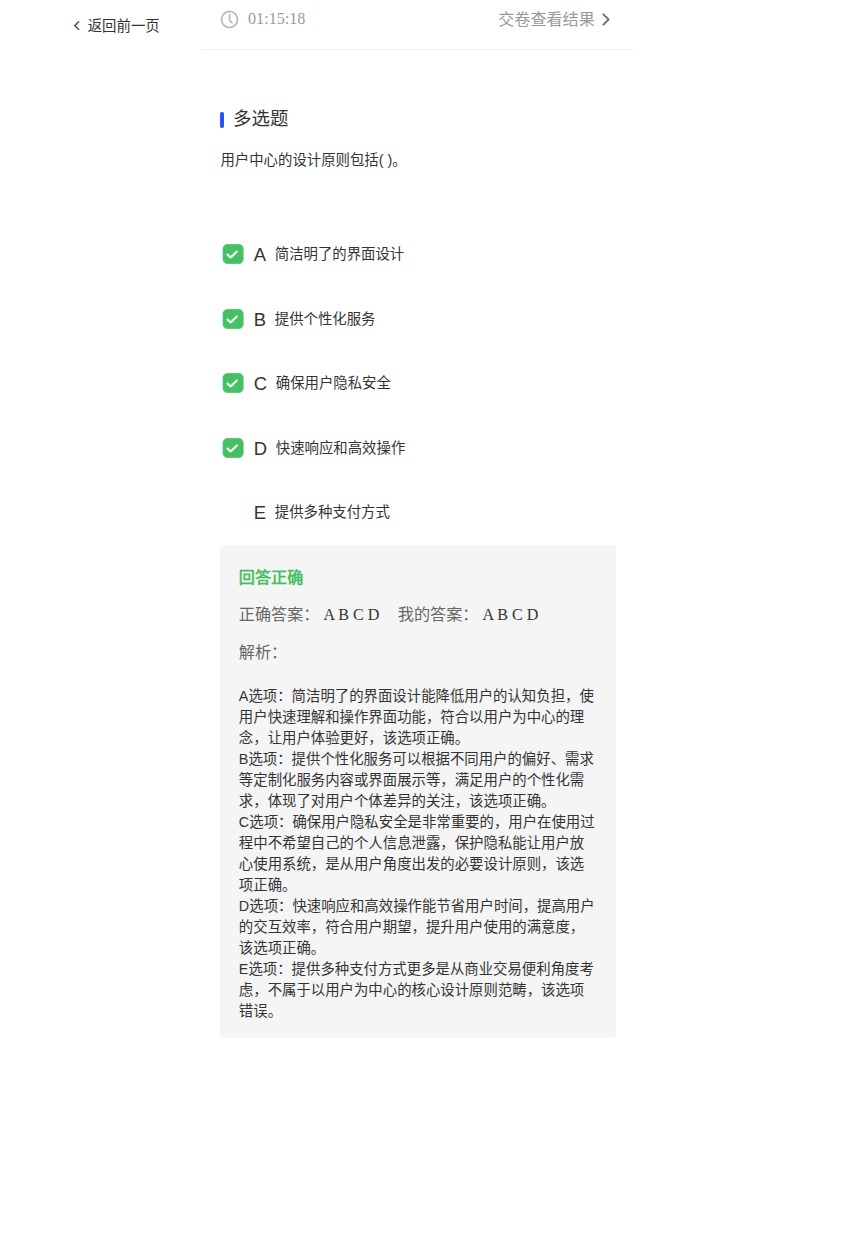 返回前一页
01:15:18
交卷查看结果
多选题
用户中心的设计原则包括( )。
A 简洁明了的界面设计
B 提供个性化服务
C 确保用户隐私安全
D 快速响应和高效操作
E 提供多种支付方式
回答正确
正确答案： A B C D 我的答案： A B C D
解析：
A选项：简洁明了的界面设计能降低用户的认知负担，使
用户快速理解和操作界面功能，符合以用户为中心的理
念，让用户体验更好，该选项正确。
B选项：提供个性化服务可以根据不同用户的偏好、需求
等定制化服务内容或界面展示等，满足用户的个性化需
求，体现了对用户个体差异的关注，该选项正确。
C选项：确保用户隐私安全是非常重要的，用户在使用过
程中不希望自己的个人信息泄露，保护隐私能让用户放
心使用系统，是从用户角度出发的必要设计原则，该选
项正确。
D选项：快速响应和高效操作能节省用户时间，提高用户
的交互效率，符合用户期望，提升用户使用的满意度，
该选项正确。
E选项：提供多种支付方式更多是从商业交易便利角度考
虑，不属于以用户为中心的核心设计原则范畴，该选项
错误。